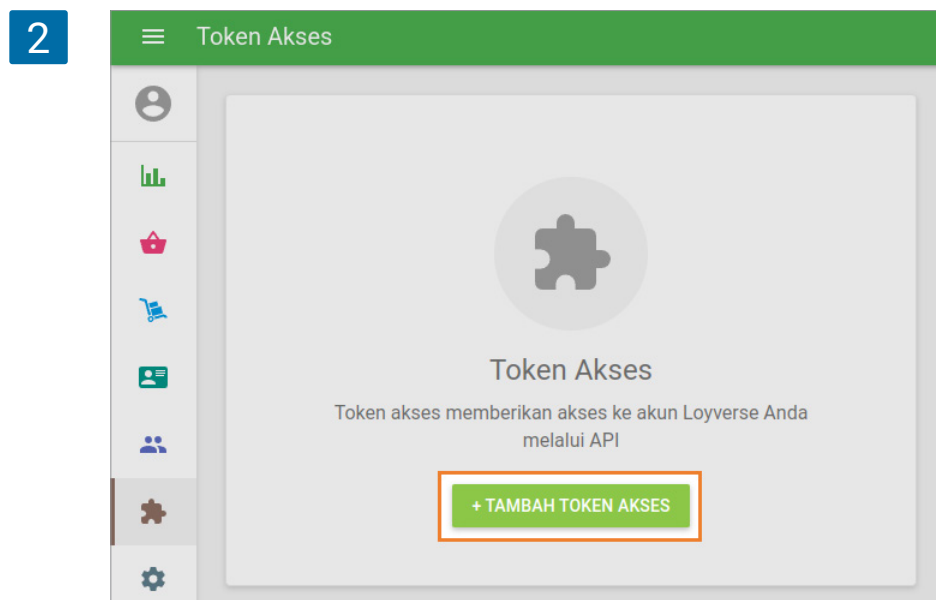 2
Token Akses
Token Akses
Token akses memberikan akses ke akun Loyverse Anda
melalui API
+ TAMBAH TOKEN AKSES